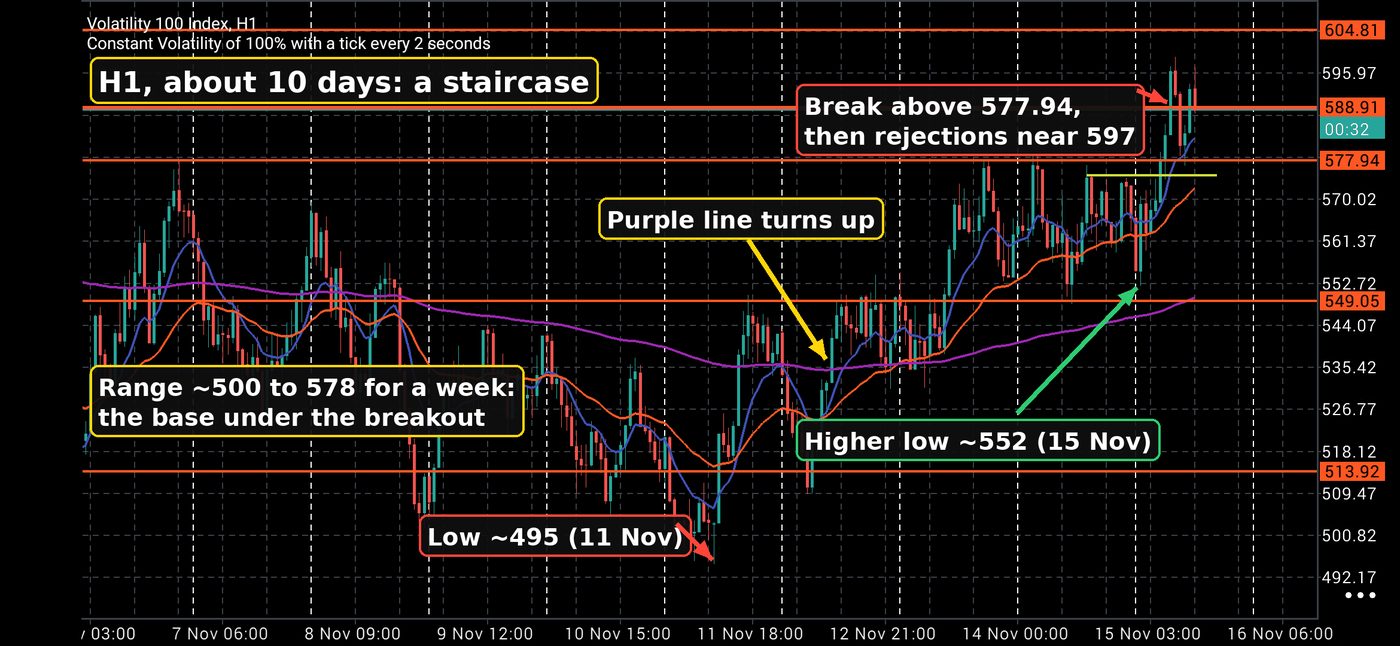 Volatility 100 Index, H1
Constant Volatility of 100% with a tick every 2 seconds
H1, about 10 days: a staircase
Break above 577.94,
then rejections near 597
Purple line turns up
Range ~500 to 578 for a week:
the base under the breakout
Higher low ~552 (15 Nov)
Low ~495 (11 Nov)
604.81
595.97
588.91
00:32
577.94
570.02
561.37
552.72
549.05
544.07
535.42
526.77
518.12
513.92
509.47
500.82
492.17
03:00
7 Nov 06:00
8 Nov 09:00
9 Nov 12:00
10 Nov 15:00
11 Nov 18:00
12 Nov 21:00
14 Nov 00:00
15 Nov 03:00
16 Nov 06:00